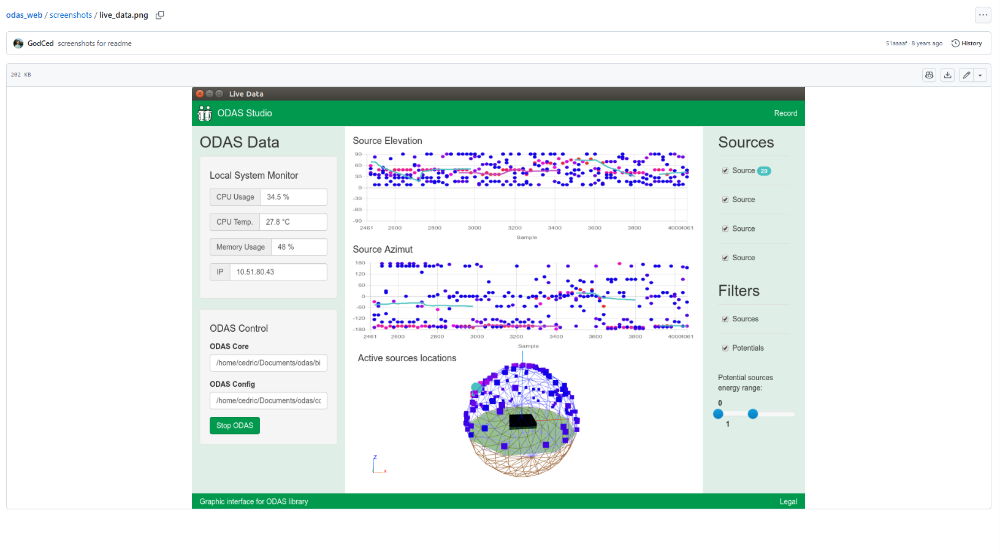 odas_web / screenshots / live_data.png
GodCed screenshots for readme
51aaaaf · 8 years ago
History
202 KB
Live Data
ODAS Studio
Record
ODAS Data
Local System Monitor
CPU Usage 34.5 %
CPU Temp. 27.8 °C
Memory Usage 48 %
IP 10.51.80.43
ODAS Control
ODAS Core
/home/cedric/Documents/odas/bi
ODAS Config
/home/cedric/Documents/odas/cc
Stop ODAS
Source Elevation
90
60
30
0
-30
-60
-90
2461 2600 2800 3000 3200 3400 3600 3800 4000 4061
Sample
Source Azimut
180
120
60
0
-60
-120
-180
2461 2600 2800 3000 3200 3400 3600 3800 4000 4061
Sample
Active sources locations
Z
x
Sources
Source 29
Source
Source
Source
Filters
Sources
Potentials
Potential sources
energy range:
0
1
Graphic interface for ODAS library
Legal